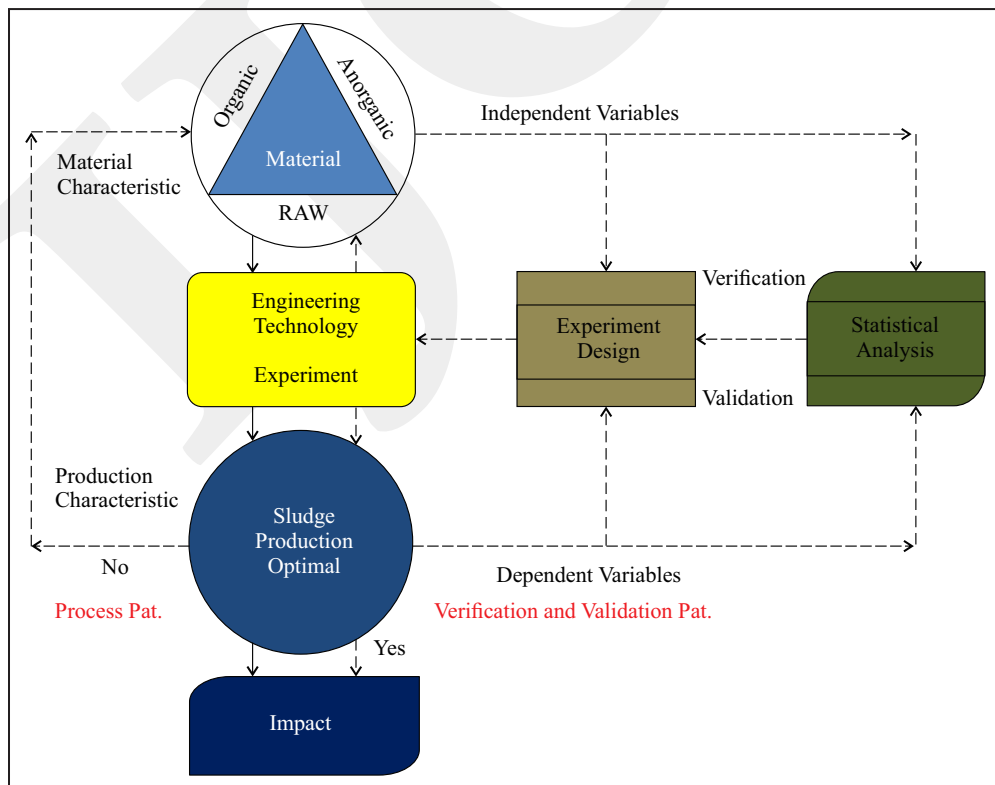 Organic
Anorganic
Material
RAW
Independent Variables
Material
Characteristic
Engineering
Technology
Experiment
Experiment
Design
Verification
Validation
Statistical
Analysis
Production
Characteristic
Sludge
Production
Optimal
No
Dependent Variables
Process Pat.
Verification and Validation Pat.
Yes
Impact